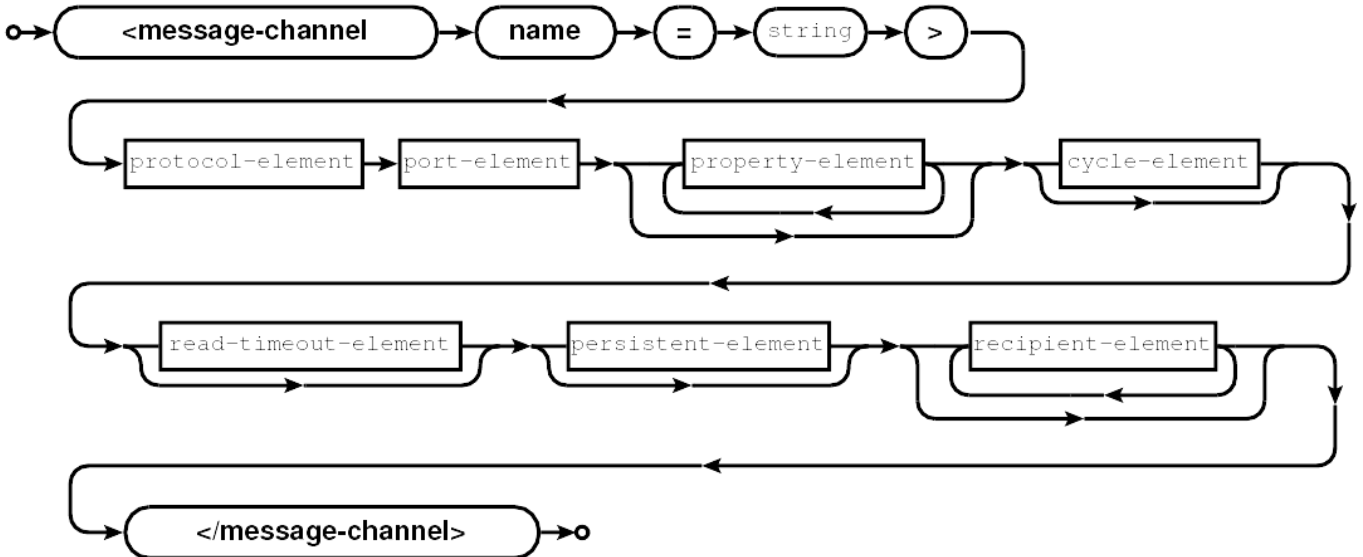 <message-channel name = string >
protocol-element port-element property-element cycle-element
read-timeout-element persistent-element recipient-element
</message-channel>